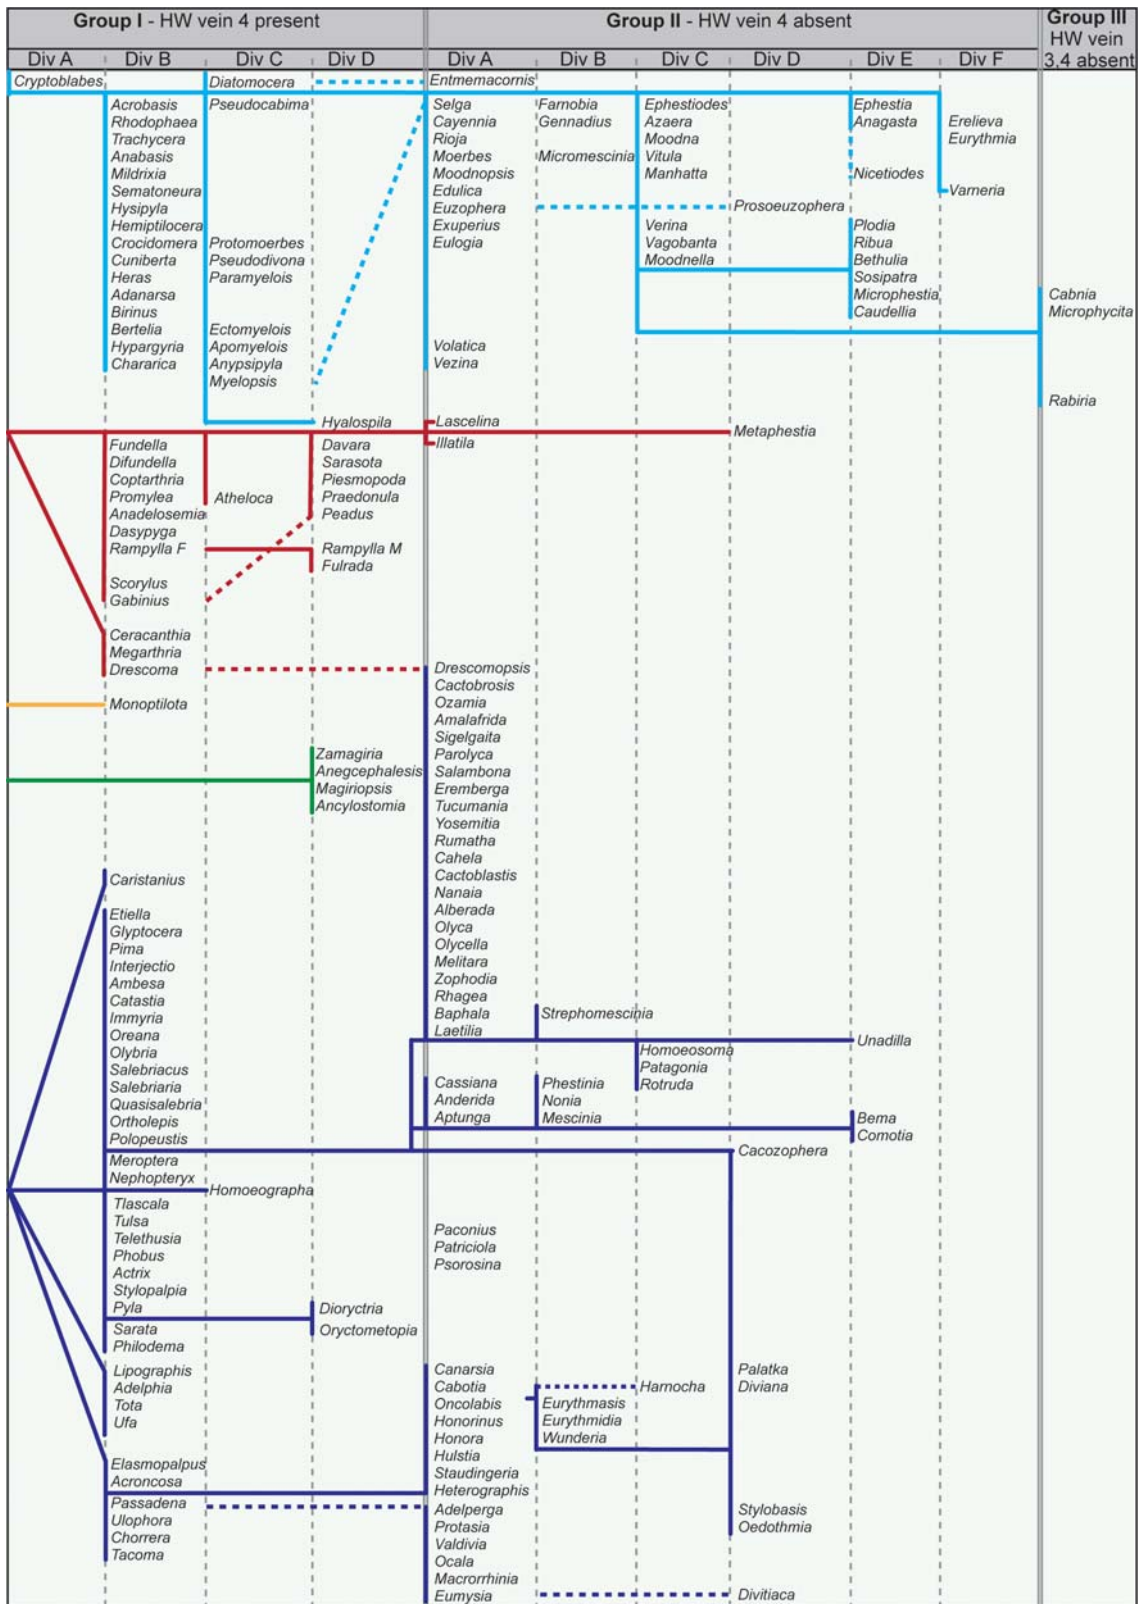 Group I - HW vein 4 present
Group II - HW vein 4 absent
Group III
HW vein
3,4 absent
Div A
Div B
Div C
Div D
Div A
Div B
Div C
Div D
Div E
Div F
Cryptoblabes
Diatomocera
Entmemacornis
Acrobasis
Rhodophaea
Trachycera
Anabasis
Mildrixia
Sematoneura
Hysipyla
Hemiptilocera
Crocidomera
Cuniberta
Heras
Adanarsa
Birinus
Bertelia
Hypargyria
Chararica
Pseudocabima
Protomoerbes
Pseudodivona
Paramyelois
Ectomyelois
Apomyelois
Anypsipyla
Myelopsis
Hyalospila
Selga
Cayennia
Rioja
Moerbes
Moodnopsis
Edulica
Euzophera
Exuperius
Eulogia
Volatica
Vezina
Farnobia
Gennadius
Micromescinia
Ephestiodes
Azaera
Moodna
Vitula
Manhatta
Prosoeuzophera
Verina
Vagobanta
Moodnella
Ephestia
Anagasta
Nicetiodes
Plodia
Ribua
Bethulia
Sosipatra
Microphestia
Caudellia
Erelieva
Eurythmia
Varneria
Cabnia
Microphycita
Rabiria
Lascelina
Illatila
Metaphestia
Fundella
Difundella
Coptarthria
Promylea
Anadelosemia
Dasypyga
Rampylla F
Scorylus
Gabinius
Atheloca
Davara
Sarasota
Piesmopoda
Praedonula
Peadus
Rampylla M
Fulrada
Ceracanthia
Megarthria
Drescoma
Monoptilota
Zamagiria
Anegcephalesis
Magiriopsis
Ancylostomia
Drescomopsis
Cactobrosis
Ozamia
Amalafrida
Sigelgaita
Parolyca
Salambona
Eremberga
Tucumania
Yosemitia
Rumatha
Cahela
Cactoblastis
Nanaia
Alberada
Olyca
Olycella
Melitara
Zophodia
Rhagea
Baphala
Laetilia
Strephomescinia
Unadilla
Homoeosoma
Patagonia
Rotruda
Cassiana
Anderida
Aptunga
Phestinia
Nonia
Mescinia
Bema
Comotia
Cacozophera
Caristanius
Etiella
Glyptocera
Pima
Interjectio
Ambesa
Catastia
Immyria
Oreana
Olybria
Salebriacus
Salebriaria
Quasisalebria
Ortholepis
Polopeustis
Meroptera
Nephopteryx
Homoeographa
Tlascala
Tulsa
Telethusia
Phobus
Actrix
Stylopalpia
Pyla
Sarata
Philodema
Dioryctria
Oryctometopia
Paconius
Patriciola
Psorosina
Lipographis
Adelphia
Tota
Ufa
Elasmopalpus
Acroncosa
Passadena
Ulophora
Chorrera
Tacoma
Canarsia
Cabotia
Oncolabis
Honorinus
Honora
Hulstia
Staudingeria
Heterographis
Adelperga
Protasia
Valdivia
Ocala
Macrorrhinia
Eumysia
Harnocha
Eurythmasis
Eurythmidia
Wunderia
Palatka
Diviana
Stylobasis
Oedothmia
Divitiaca